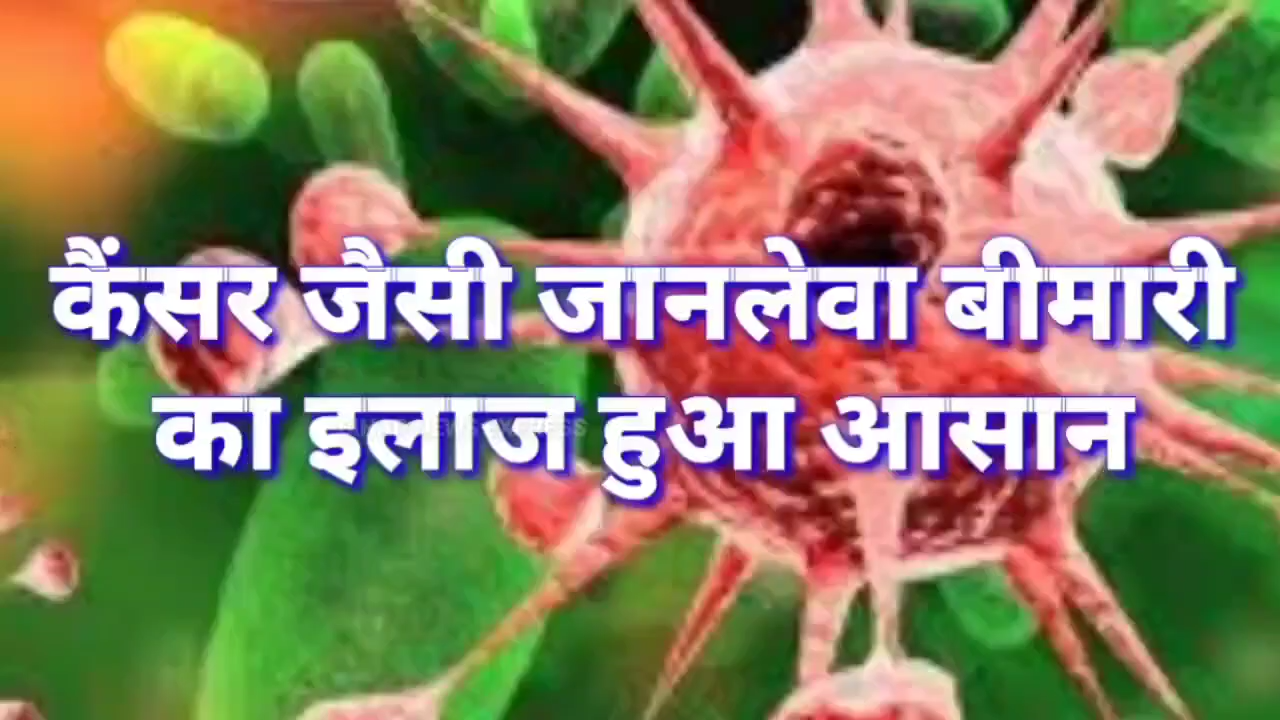 कैंसर जैसी जानलेवा बीमारी
का इलाज हुआ आसान